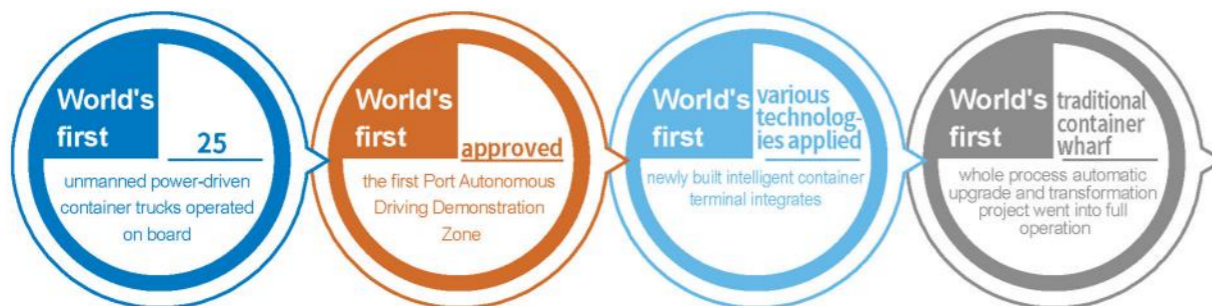 World's
first
25
unmanned power-driven
container trucks operated
on board
World's
first
approved
the first Port Autonomous
Driving Demonstration
Zone
World's
first
various
technolog-
ies applied
newly built intelligent container
terminal integrates
World's
first
traditional
container
wharf
whole process automatic
upgrade and transformation
project went into full
operation